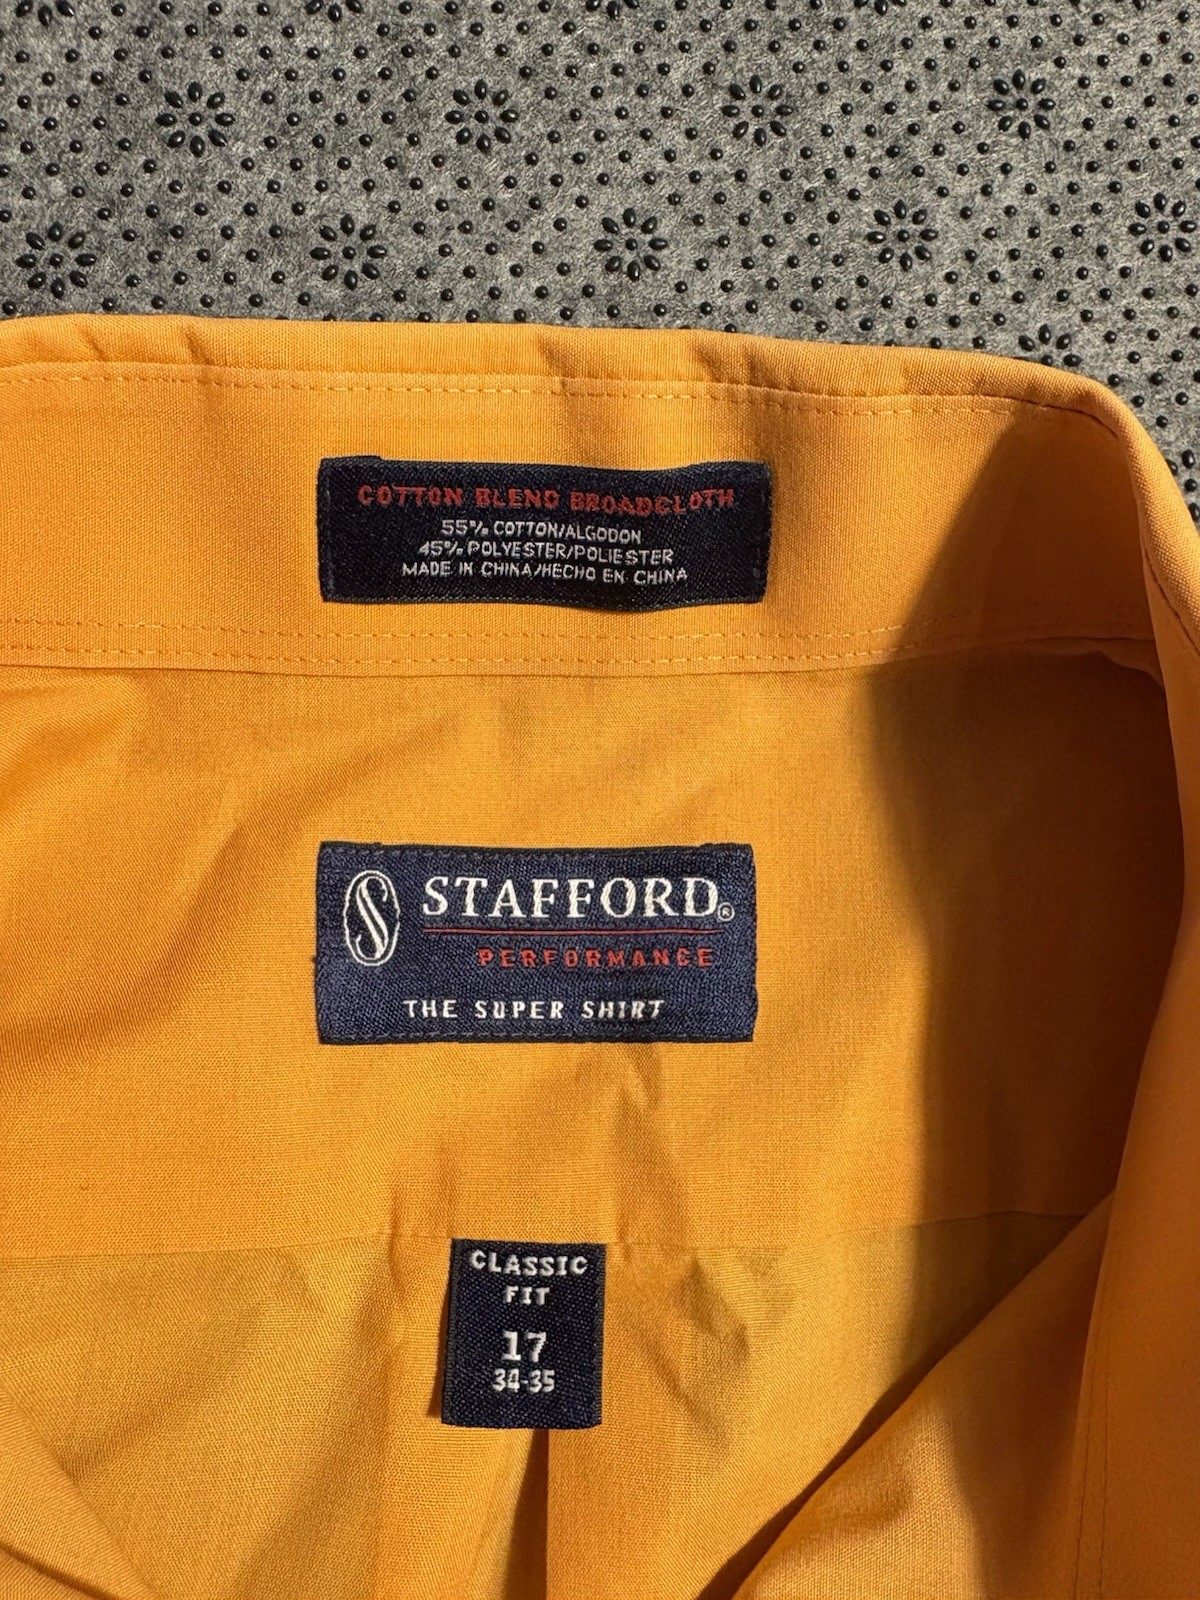 COTTON BLEND BROADCLOTH
55% COTTON/ALGODON
45% POLYESTER/POLIESTER
MADE IN CHINA/HECHO EN CHINA
S STAFFORD®
PERFORMANCE
THE SUPER SHIRT
CLASSIC
FIT
17
34-35